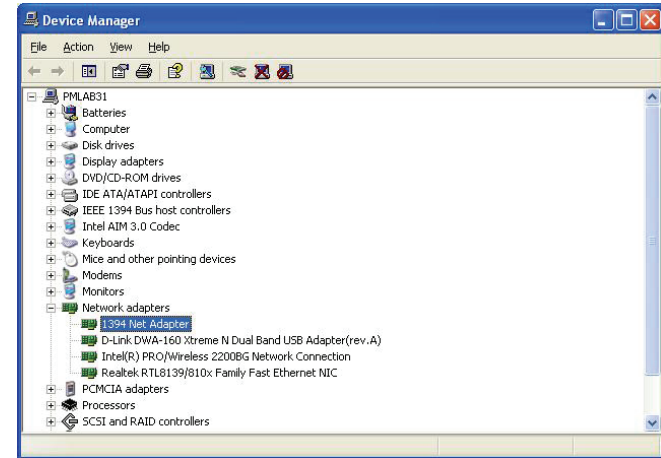 Device Manager
File Action View Help
PMLAB31
Batteries
Computer
Disk drives
Display adapters
DVD/CD-ROM drives
IDE ATA/ATAPI controllers
IEEE 1394 Bus host controllers
Intel AIM 3.0 Codec
Keyboards
Mice and other pointing devices
Modems
Monitors
Network adapters
1394 Net Adapter
D-Link DWA-160 Xtreme N Dual Band USB Adapter(rev.A)
Intel(R) PRO/Wireless 2200BG Network Connection
Realtek RTL8139/810x Family Fast Ethernet NIC
PCMCIA adapters
Processors
SCSI and RAID controllers